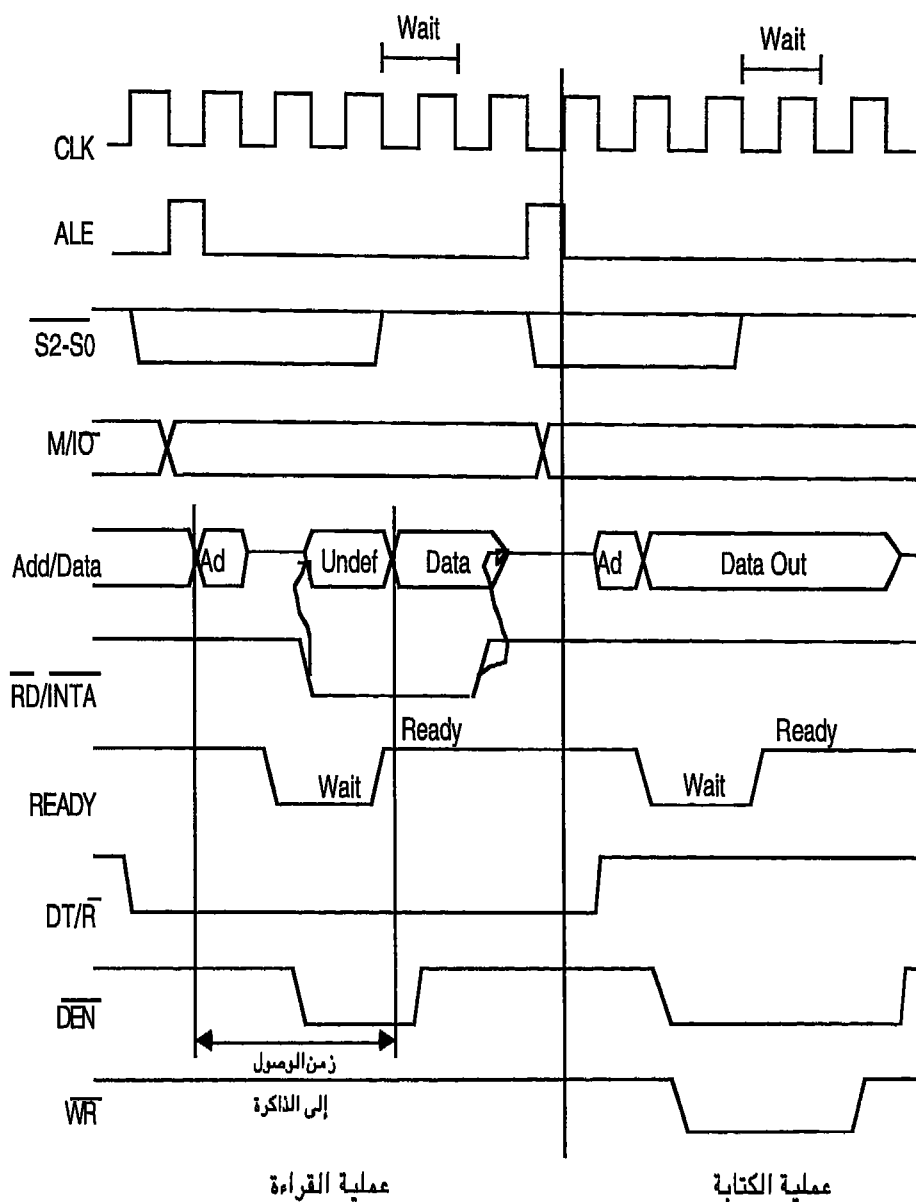 Wait
Wait
CLK
ALE
S2-S0
M/IO
Add/Data
Ad
Undef
Data
Ad
Data Out
RD/INTA
Ready
Ready
Wait
Wait
READY
DT/R
DEN
زمن الوصول
إلى الذاكرة
WR
عملية القراءة
عملية الكتابة